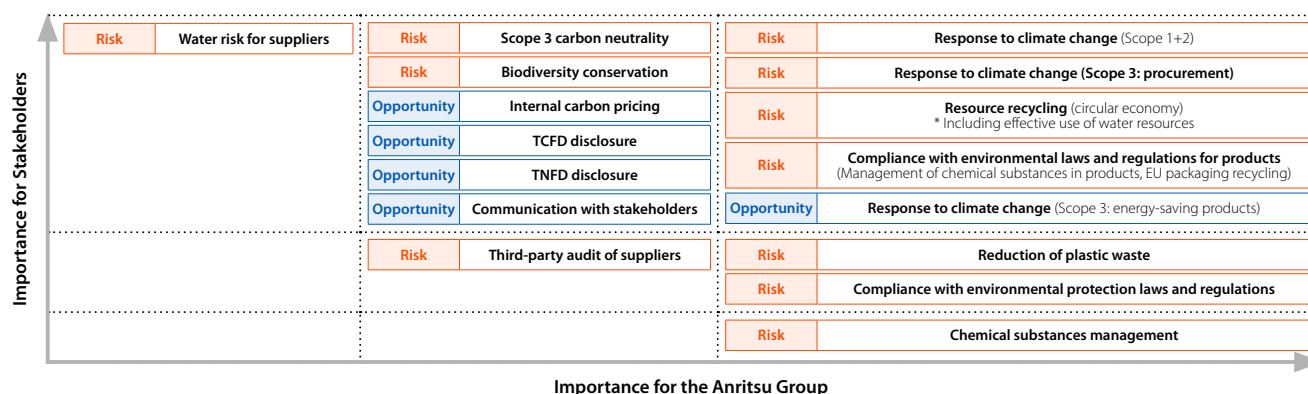 Importance for Stakeholders
Risk Water risk for suppliers
Risk Scope 3 carbon neutrality
Risk Biodiversity conservation
Opportunity Internal carbon pricing
Opportunity TCFD disclosure
Opportunity TNFD disclosure
Opportunity Communication with stakeholders
Risk Response to climate change (Scope 1+2)
Risk Response to climate change (Scope 3: procurement)
Risk Resource recycling (circular economy)
* Including effective use of water resources
Risk Compliance with environmental laws and regulations for products
(Management of chemical substances in products, EU packaging recycling)
Opportunity Response to climate change (Scope 3: energy-saving products)
Risk Third-party audit of suppliers
Risk Reduction of plastic waste
Risk Compliance with environmental protection laws and regulations
Risk Chemical substances management
Importance for the Anritsu Group